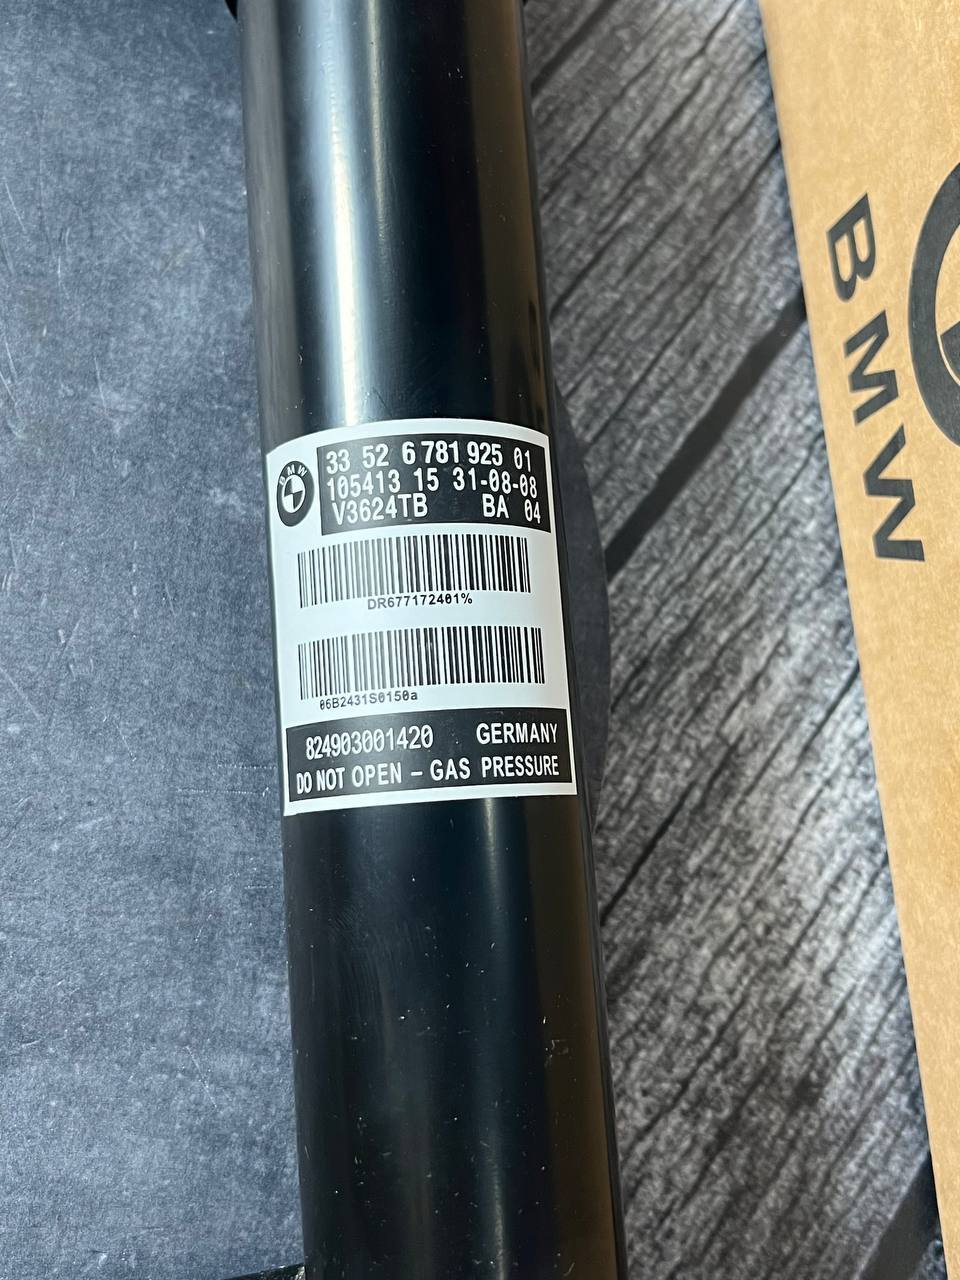 BMW
33 52 6 781 925 01
105413 15 31-08-08
V3624TB BA 04
DR677172401%
06B2431S0150a
824903001420 GERMANY
DO NOT OPEN – GAS PRESSURE
BMW